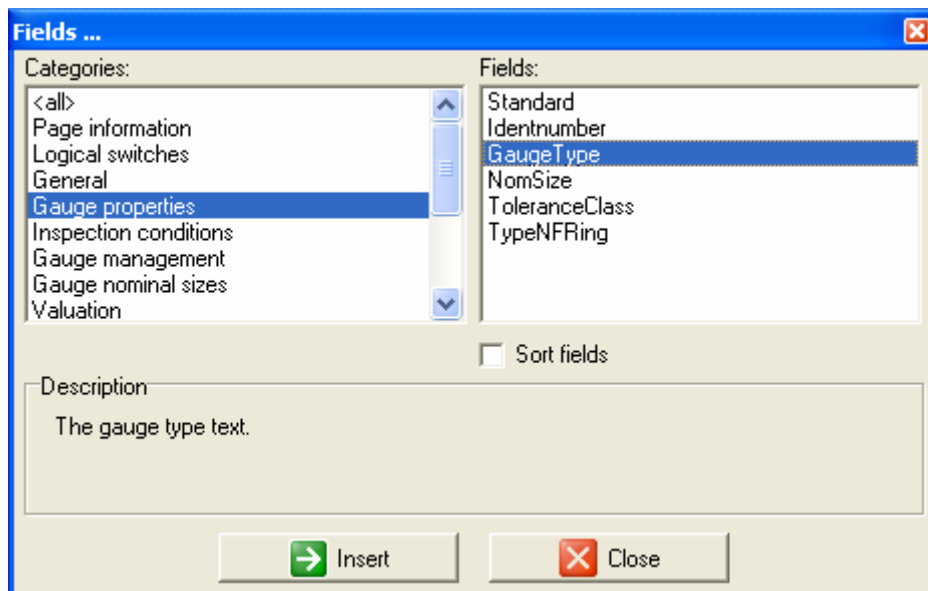 Fields ...
Categories:
<all>
Page information
Logical switches
General
Gauge properties
Inspection conditions
Gauge management
Gauge nominal sizes
Valuation
Fields:
Standard
Identnumber
GaugeType
NomSize
ToleranceClass
TypeNFRing
Sort fields
Description
The gauge type text.
Insert
Close